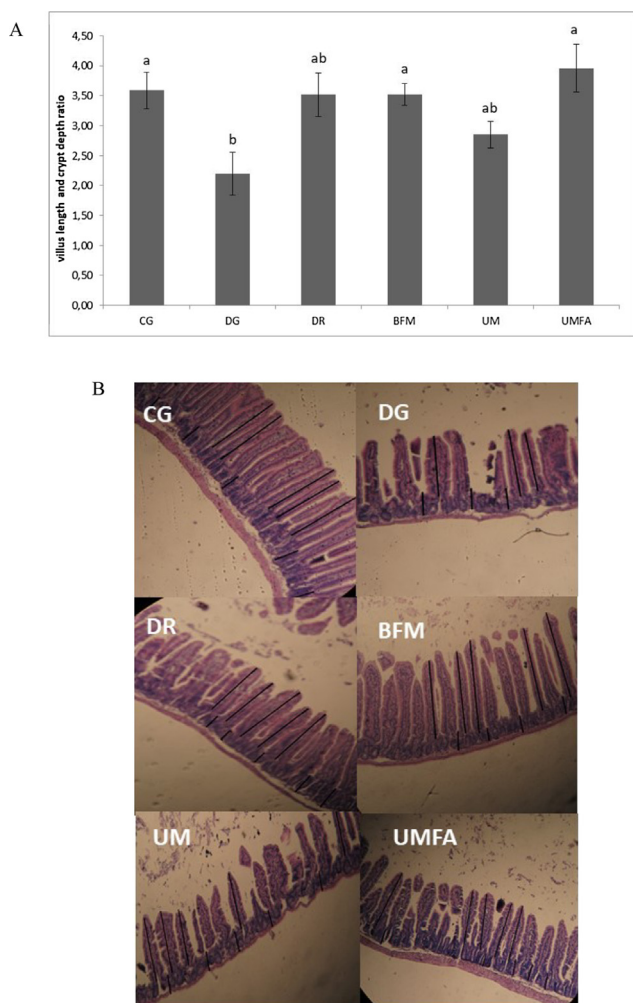 A
villus length and crypt depth ratio
4,50
4,00
3,50
3,00
2,50
2,00
1,50
1,00
0,50
0,00
a
b
ab
a
ab
a
CG
DG
DR
BFM
UM
UMFA
B
CG
DG
DR
BFM
UM
UMFA